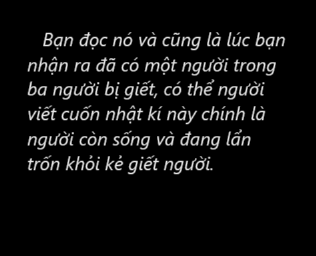 Bạn đọc nó và cũng là lúc bạn
nhận ra đã có một người trong
ba người bị giết, có thể người
viết cuốn nhật kí này chính là
người còn sống và đang lẩn
trốn khỏi kẻ giết người.